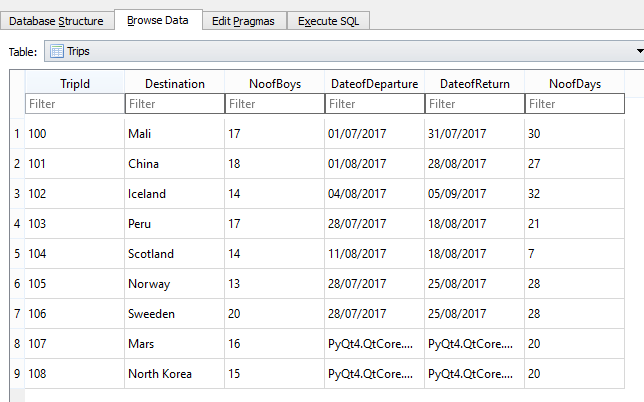 Database Structure Browse Data Edit Pragmas Execute SQL
Table: Trips
TripId Destination NoofBoys DateofDeparture DateofReturn NoofDays
Filter Filter Filter Filter Filter Filter
1 100 Mali 17 01/07/2017 31/07/2017 30
2 101 China 18 01/08/2017 28/08/2017 27
3 102 Iceland 14 04/08/2017 05/09/2017 32
4 103 Peru 17 28/07/2017 18/08/2017 21
5 104 Scotland 14 11/08/2017 18/08/2017 7
6 105 Norway 13 28/07/2017 25/08/2017 28
7 106 Sweeden 20 28/07/2017 25/08/2017 28
8 107 Mars 16 PyQt4.QtCore.... PyQt4.QtCore.... 20
9 108 North Korea 15 PyQt4.QtCore.... PyQt4.QtCore.... 20